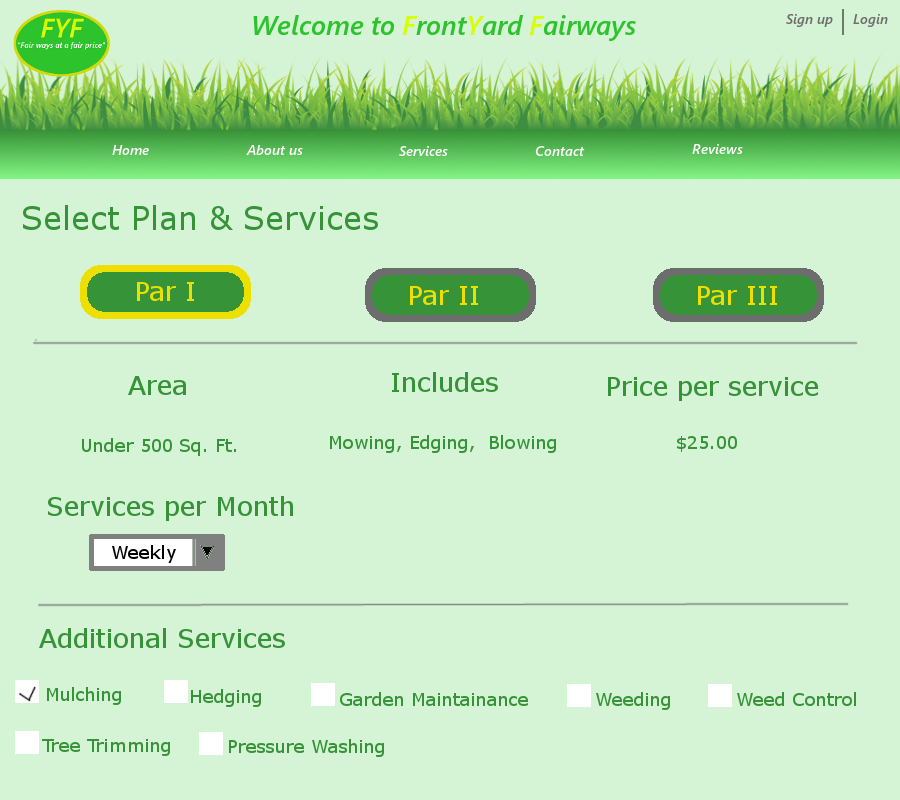 FYF
"Fair ways at a fair price"
Welcome to FrontYard Fairways
Sign up
Login
Home
About us
Services
Contact
Reviews
Select Plan & Services
Par I
Par II
Par III
Area
Includes
Price per service
Under 500 Sq. Ft.
Mowing, Edging, Blowing
$25.00
Services per Month
Weekly
Additional Services
Mulching
Hedging
Garden Maintainance
Weeding
Weed Control
Tree Trimming
Pressure Washing